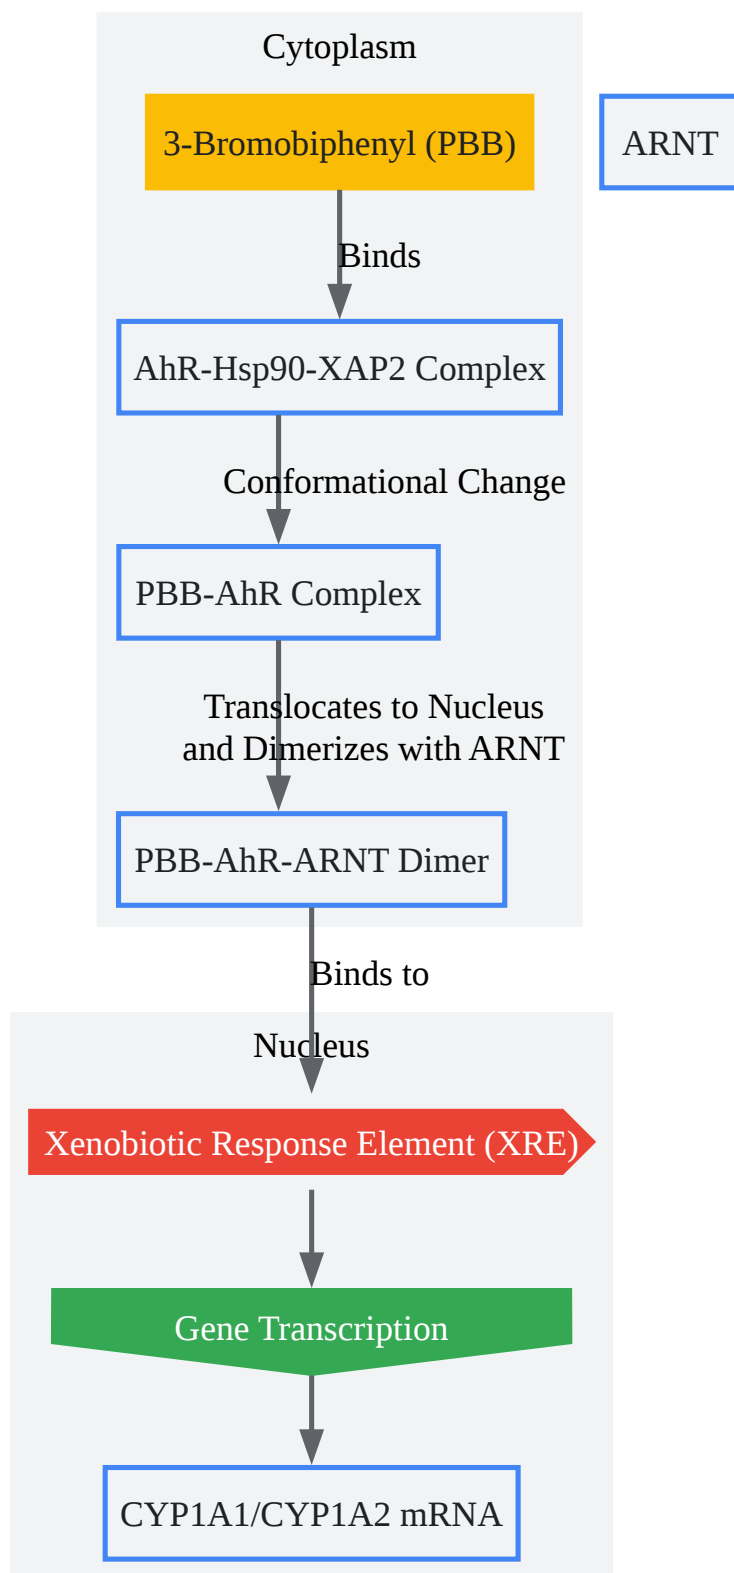 Cytoplasm
3-Bromobiphenyl (PBB)
ARNT
Binds
AhR-Hsp90-XAP2 Complex
Conformational Change
PBB-AhR Complex
Translocates to Nucleus
and Dimerizes with ARNT
PBB-AhR-ARNT Dimer
Binds to
Nucleus
Xenobiotic Response Element (XRE)
Gene Transcription
CYP1A1/CYP1A2 mRNA